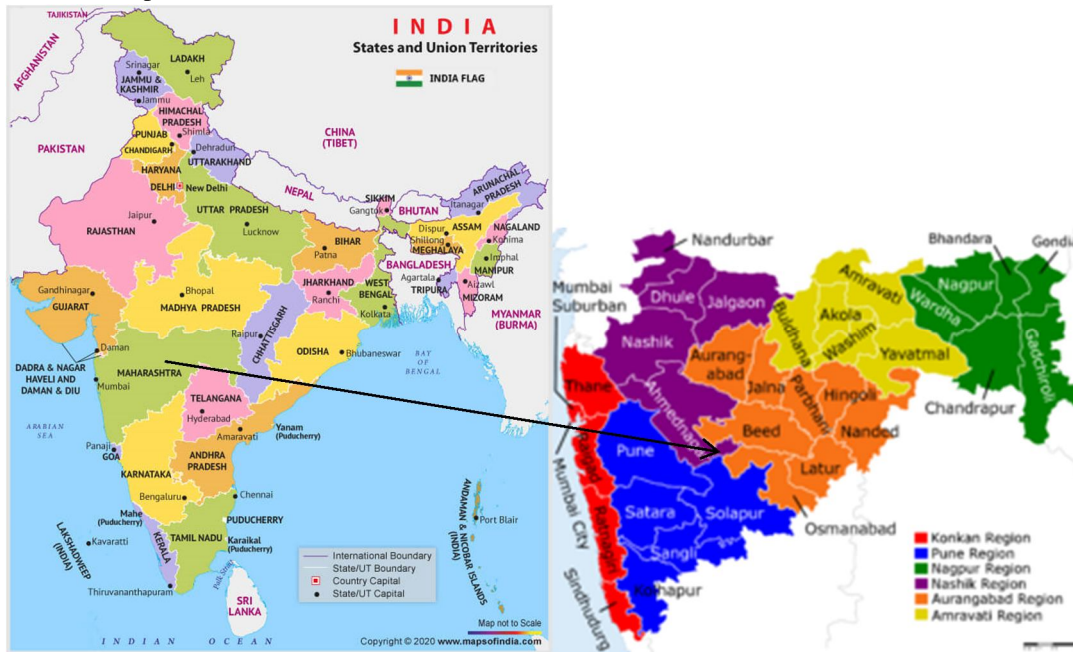 INDIA
States and Union Territories
INDIA FLAG
TAJIKISTAN
AFGHANISTAN
PAKISTAN
CHINA
(TIBET)
NEPAL
BHUTAN
BANGLADESH
MYANMAR
(BURMA)
SRI
LANKA
LADAKH
Leh
Srinagar
JAMMU &
KASHMIR
Jammu
HIMACHAL
PRADESH
Shimla
PUNJAB
CHANDIGARH
Dehradun
UTTARAKHAND
HARYANA
DELHI
New Delhi
UTTAR PRADESH
Lucknow
Jaipur
RAJASTHAN
SIKKIM
Gangtok
ARUNACHAL
PRADESH
Itanagar
Dispur
ASSAM
Shillong
MEGHALAYA
NAGALAND
Kohima
Imphal
MANIPUR
Agartala
TRIPURA
Aizawl
MIZORAM
BIHAR
Patna
JHARKHAND
Ranchi
WEST
BENGAL
Kolkata
Gandhinagar
GUJARAT
Bhopal
MADHYA PRADESH
Raipur
CHHATTISGARH
ODISHA
Bhubaneswar
Daman
DADRA & NAGAR
HAVELI AND
DAMAN & DIU
Mumbai
MAHARASHTRA
TELANGANA
Hyderabad
Amaravati
Yanam
(Puducherry)
ANDHRA
PRADESH
Panaji
GOA
KARNATAKA
Bengaluru
Chennai
Mahe
(Puducherry)
PUDUCHERRY
Karaikal
(Puducherry)
TAMIL NADU
KERALA
Thiruvananthapuram
Kavaratti
LAKSHADWEEP
(INDIA)
ANDAMAN &
NICOBAR ISLANDS
(INDIA)
Port Blair
ARABIAN
SEA
BAY
OF
BENGAL
Palk Strait
INDIAN OCEAN
International Boundary
State/UT Boundary
Country Capital
State/UT Capital
Map not to Scale
Copyright © 2020 www.mapsofindia.com
Nandurbar
Mumbai
Suburban
Dhule
Jalgaon
Nashik
Ahmednagar
Thane
Raigad
Ratnagiri
Mumbai City
Sindhudurg
Pune
Satara
Solapur
Sangli
Kolhapur
Aurang-
abad
Jalna
Parbhani
Hingoli
Beed
Nanded
Latur
Osmanabad
Buldhana
Akola
Amravati
Washim
Yavatmal
Bhandara
Gondia
Nagpur
Wardha
Gadchiroli
Chandrapur
Konkan Region
Pune Region
Nagpur Region
Nashik Region
Aurangabad Region
Amravati Region